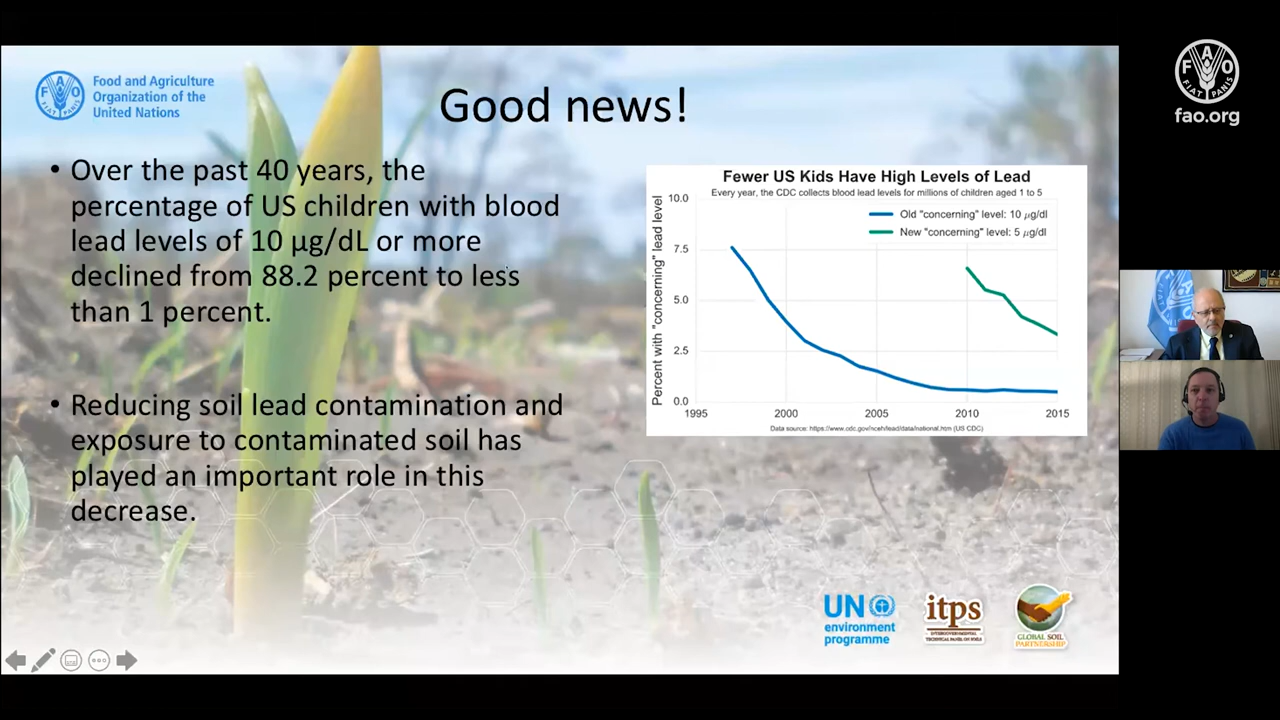 Food and Agriculture
Organization of the
United Nations
Good news!
• Over the past 40 years, the
percentage of US children with blood
lead levels of 10 µg/dL or more
declined from 88.2 percent to less
than 1 percent.
• Reducing soil lead contamination and
exposure to contaminated soil has
played an important role in this
decrease.
Fewer US Kids Have High Levels of Lead
Every year, the CDC collects blood lead levels for millions of children aged 1 to 5
Percent with "concerning" lead level
10.0
7.5
5.0
2.5
0.0
Old "concerning" level: 10 µg/dl
New "concerning" level: 5 µg/dl
1995 2000 2005 2010 2015
Data source: https://www.cdc.gov/nceh/lead/data/national.htm (US CDC)
UN
environment
programme
itps
INTERGOVERNMENTAL
TECHNICAL PANEL ON SOILS
GLOBAL SOIL
PARTNERSHIP
FAO
FIAT PANIS
fao.org